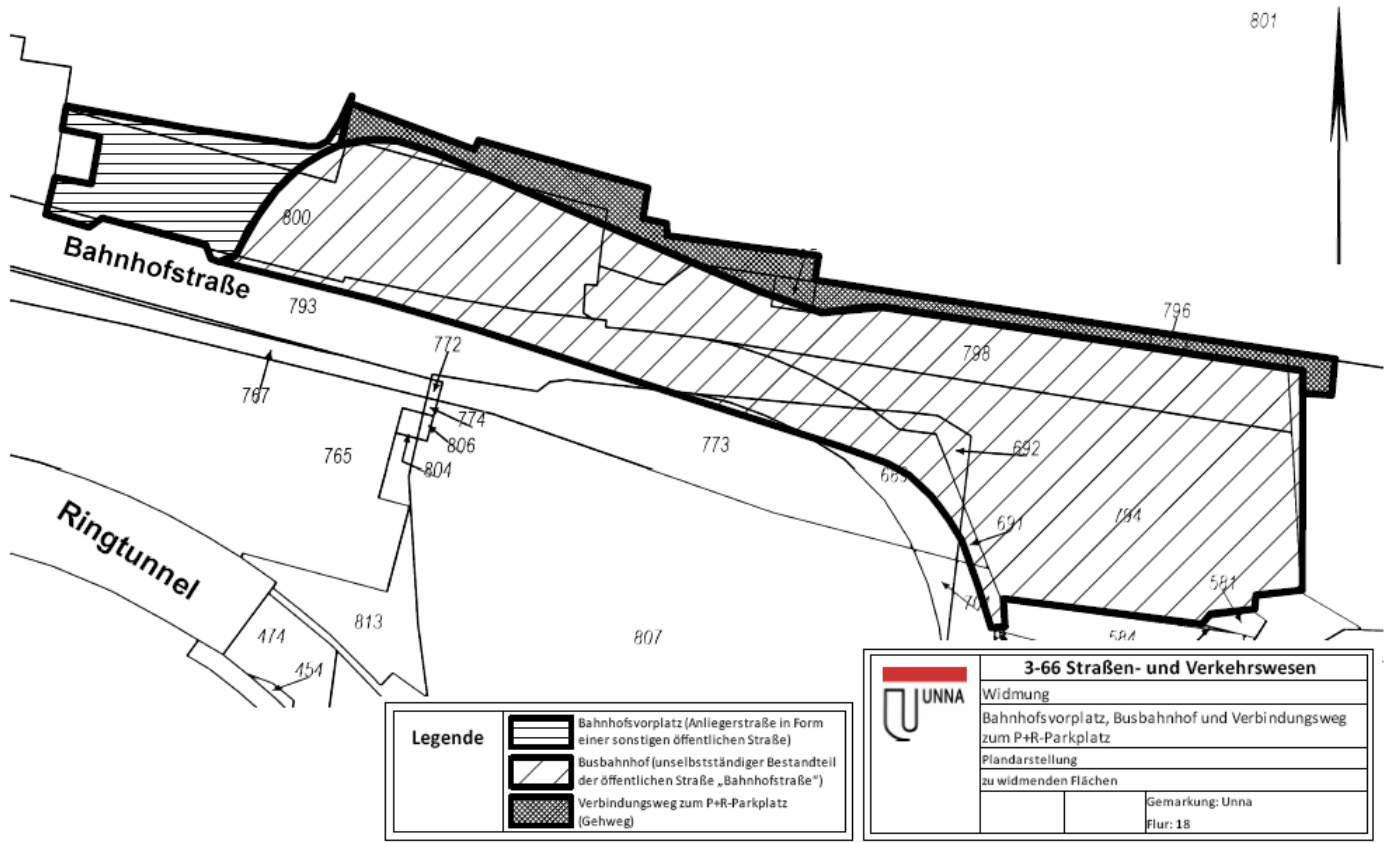 801
800
Bahnhofstraße
793
796
798
772
767
774
806
804
765
773
692
689
691
794
Ringtunnel
704
581
813
807
584
474
454
Legende
Bahnhofsvorplatz (Anliegerstraße in Form
einer sonstigen öffentlichen Straße)
Busbahnhof (unselbstständiger Bestandteil
der öffentlichen Straße „Bahnhofstraße“)
Verbindungsweg zum P+R-Parkplatz
(Gehweg)
UNNA
3-66 Straßen- und Verkehrswesen
Widmung
Bahnhofsvorplatz, Busbahnhof und Verbindungsweg
zum P+R-Parkplatz
Plandarstellung
zu widmenden Flächen
Gemarkung: Unna
Flur: 18